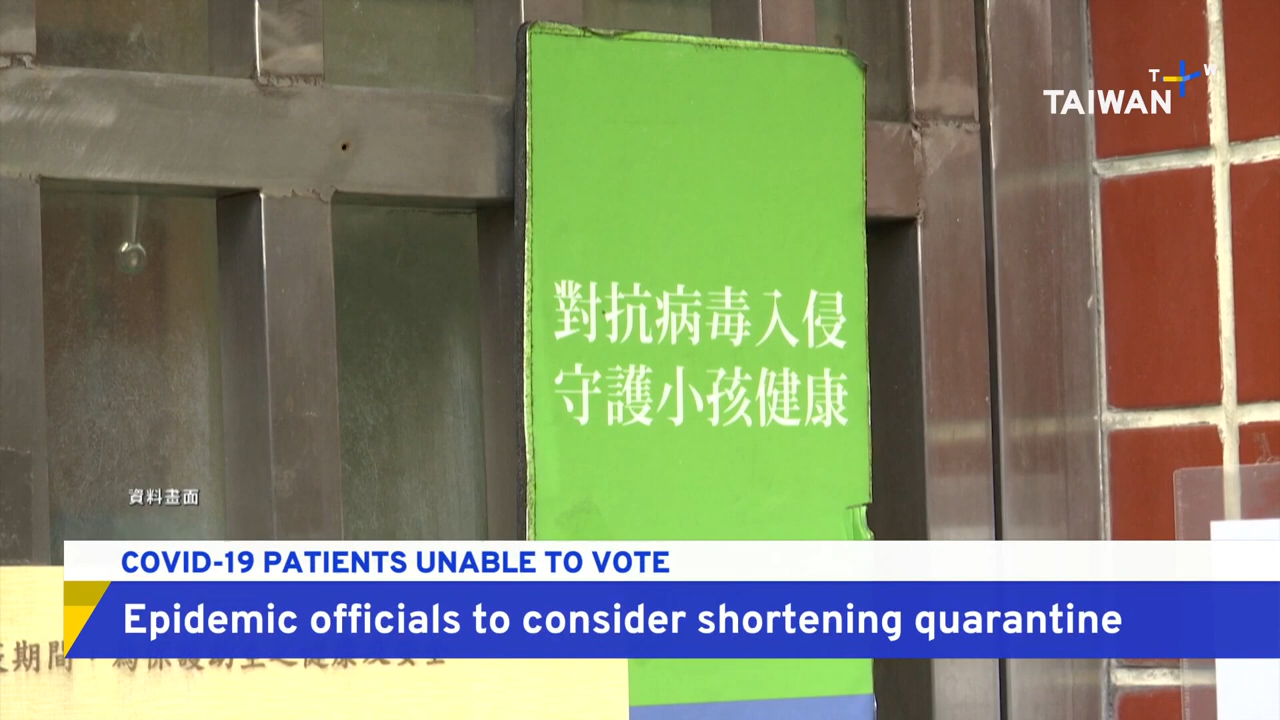 TAIWAN
對抗病毒入侵
守護小孩健康
資料畫面
COVID-19 PATIENTS UNABLE TO VOTE
Epidemic officials to consider shortening quarantine